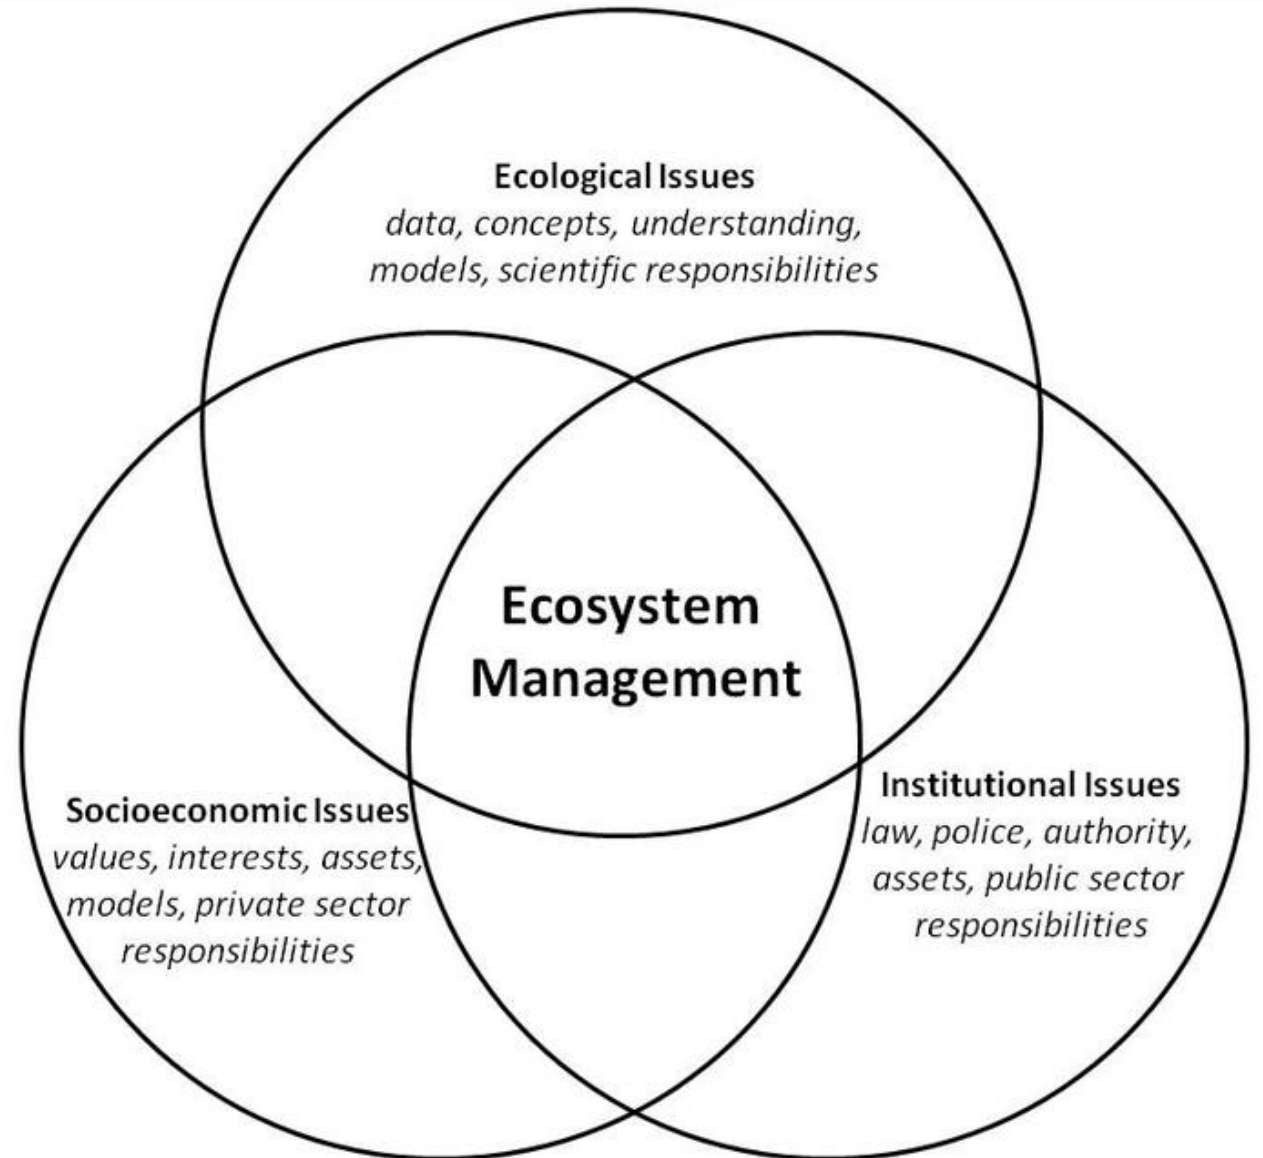 Ecological Issues
data, concepts, understanding,
models, scientific responsibilities
Ecosystem
Management
Socioeconomic Issues
values, interests, assets,
models, private sector
responsibilities
Institutional Issues
law, police, authority,
assets, public sector
responsibilities